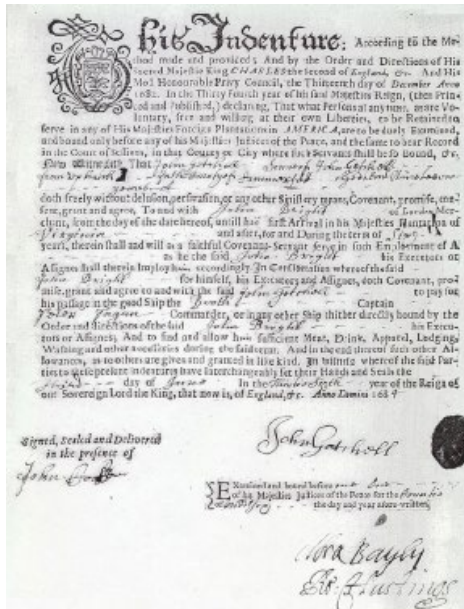 This Indenture; According to the Me-
thod made and provided; And by the Order and Directions of His
Sacred Majestie King CHARLES the Second of England, &c. And His
Most Honourable Privy Council, the Thirteenth day of December Anno
1682. In the Thirty Fourth year of his said Majesties Reign, (then Prin-
ted and Published,) declaring, That what Person at any time, more Vo-
luntary, free and willing at their own Liberties, to be Retained to
serve in any of His Majesties Foreign Plantations in AMERICA, are to be duely Examined,
and bound only before any of his Majesties Justices of the Peace, and the same to bear Record
in the Court of Sessions, in that County or City where such Servants shall be so Bound, &c.
That John
doth freely without delusion, perswasion, or any other Sinistery means, Covenant, promise, con-
sent, grant and agree, To and with John Bright of London Mer-
chant, from the day of the date hereof, until his first Arrival in his Majesties Plantation of
Virginia and after, for and During the term of
years, therein shall and will as a faithful Covenant-Servant serve in such Employment of A
as he the said John Bright his Executors or
Assignes shall therein Imploy him accordingly In Consideration whereof the said
John Bright for himself, his Executors and Assignes, doth Covenant, pro-
mise, grant and agree to and with the said John to pay for
his passage in the good Ship the Captain
Commander, or in any other Ship thither directly bound by the
Order and directions of the said John Bright his Execu-
tors or Assignes, And to find and allow him sufficient Meat, Drink, Apparel, Lodging,
Washing and other necessaries during the said term. And in the end thereof such other Al-
lowances, as to others are given and granted in like kind. In Witness whereof the said Par-
ties to these present Indentures have interchangeably set their Hands and Seals the
day of In the year of the Reign of
our Sovereign Lord the King, that now is, of England, &c. Anno Domini 168
Signed, Sealed and Delivered
in the presence of
John
John
Examined and bound before
of his Majesties Justices of the Peace for the
the day and year above-written,
Bayly
Hastings